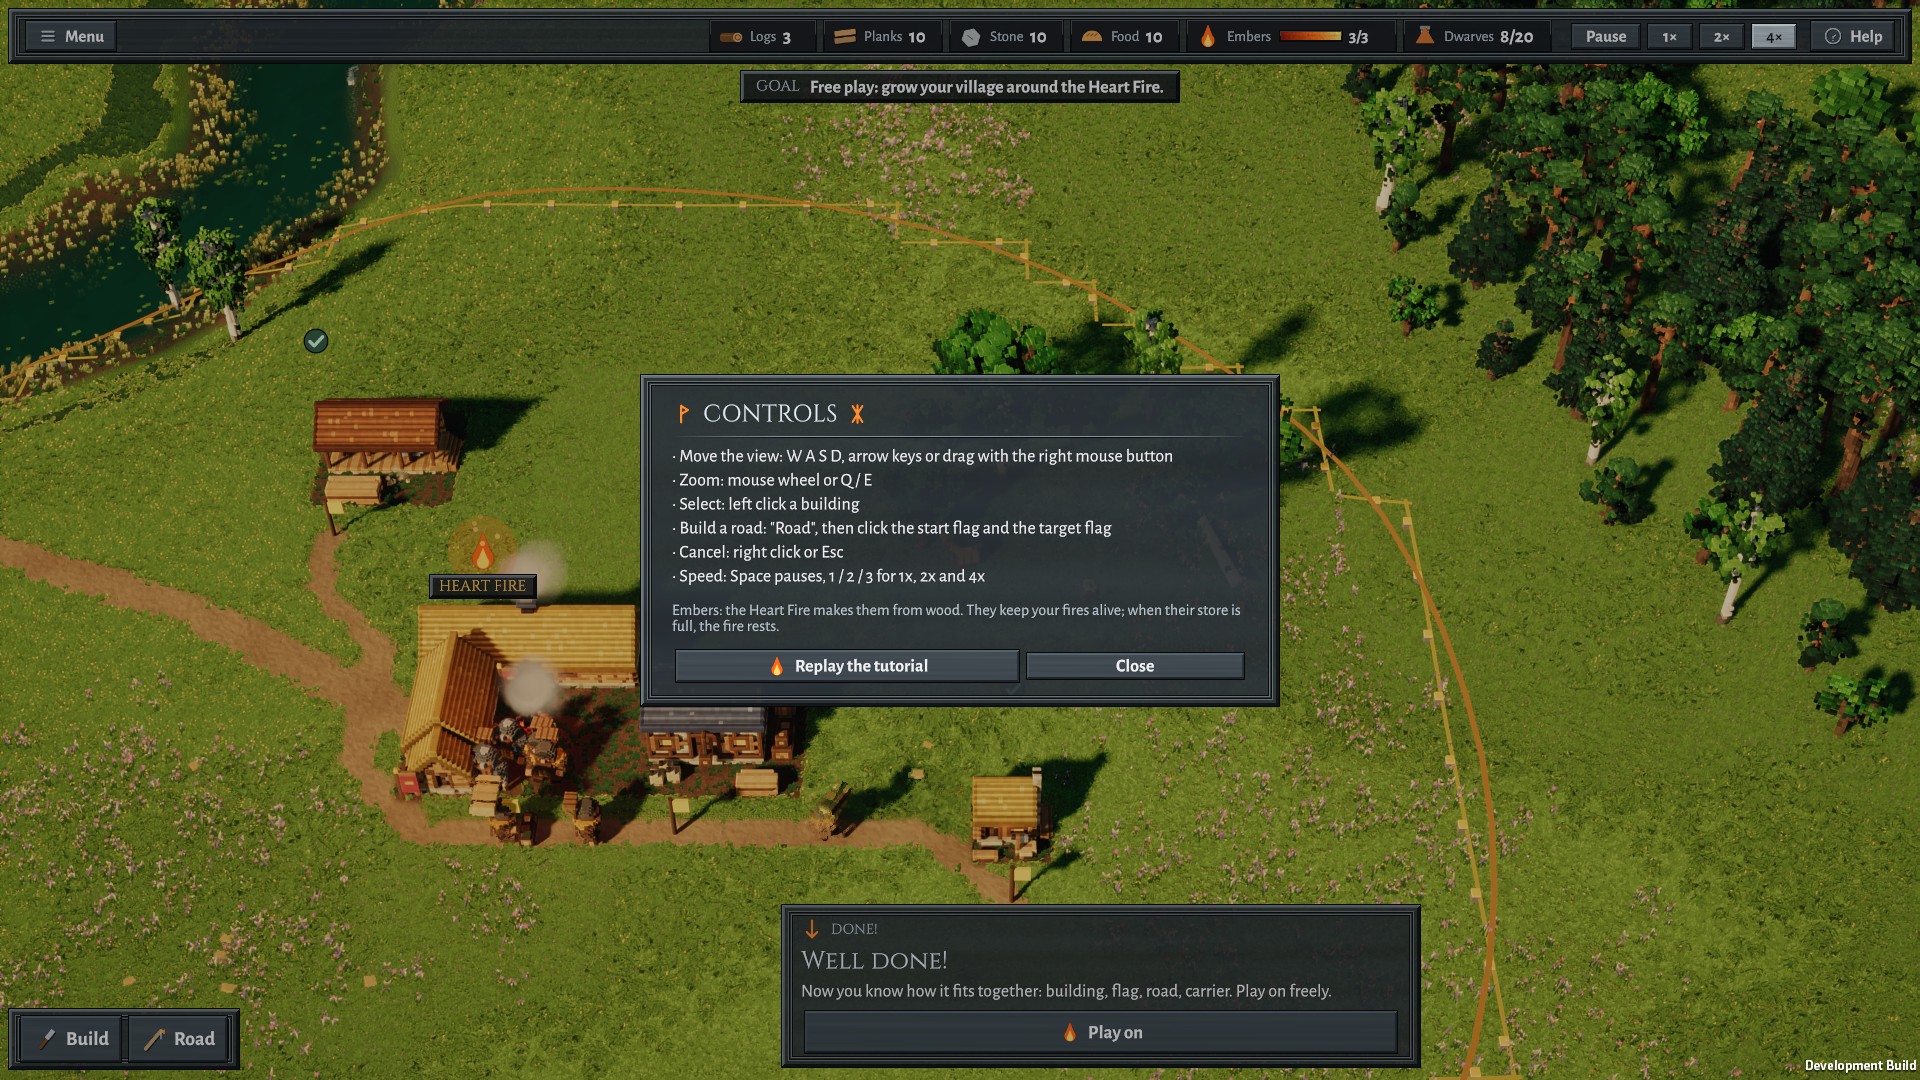 Menu
Logs 3
Planks 10
Stone 10
Food 10
Embers 3/3
Dwarves 8/20
Pause
1×
2×
4×
Help
GOAL Free play: grow your village around the Heart Fire.
HEART FIRE
CONTROLS
· Move the view: W A S D, arrow keys or drag with the right mouse button
· Zoom: mouse wheel or Q / E
· Select: left click a building
· Build a road: "Road", then click the start flag and the target flag
· Cancel: right click or Esc
· Speed: Space pauses, 1 / 2 / 3 for 1x, 2x and 4x
Embers: the Heart Fire makes them from wood. They keep your fires alive; when their store is
full, the fire rests.
Replay the tutorial
Close
DONE!
WELL DONE!
Now you know how it fits together: building, flag, road, carrier. Play on freely.
Play on
Build
Road
Development Build